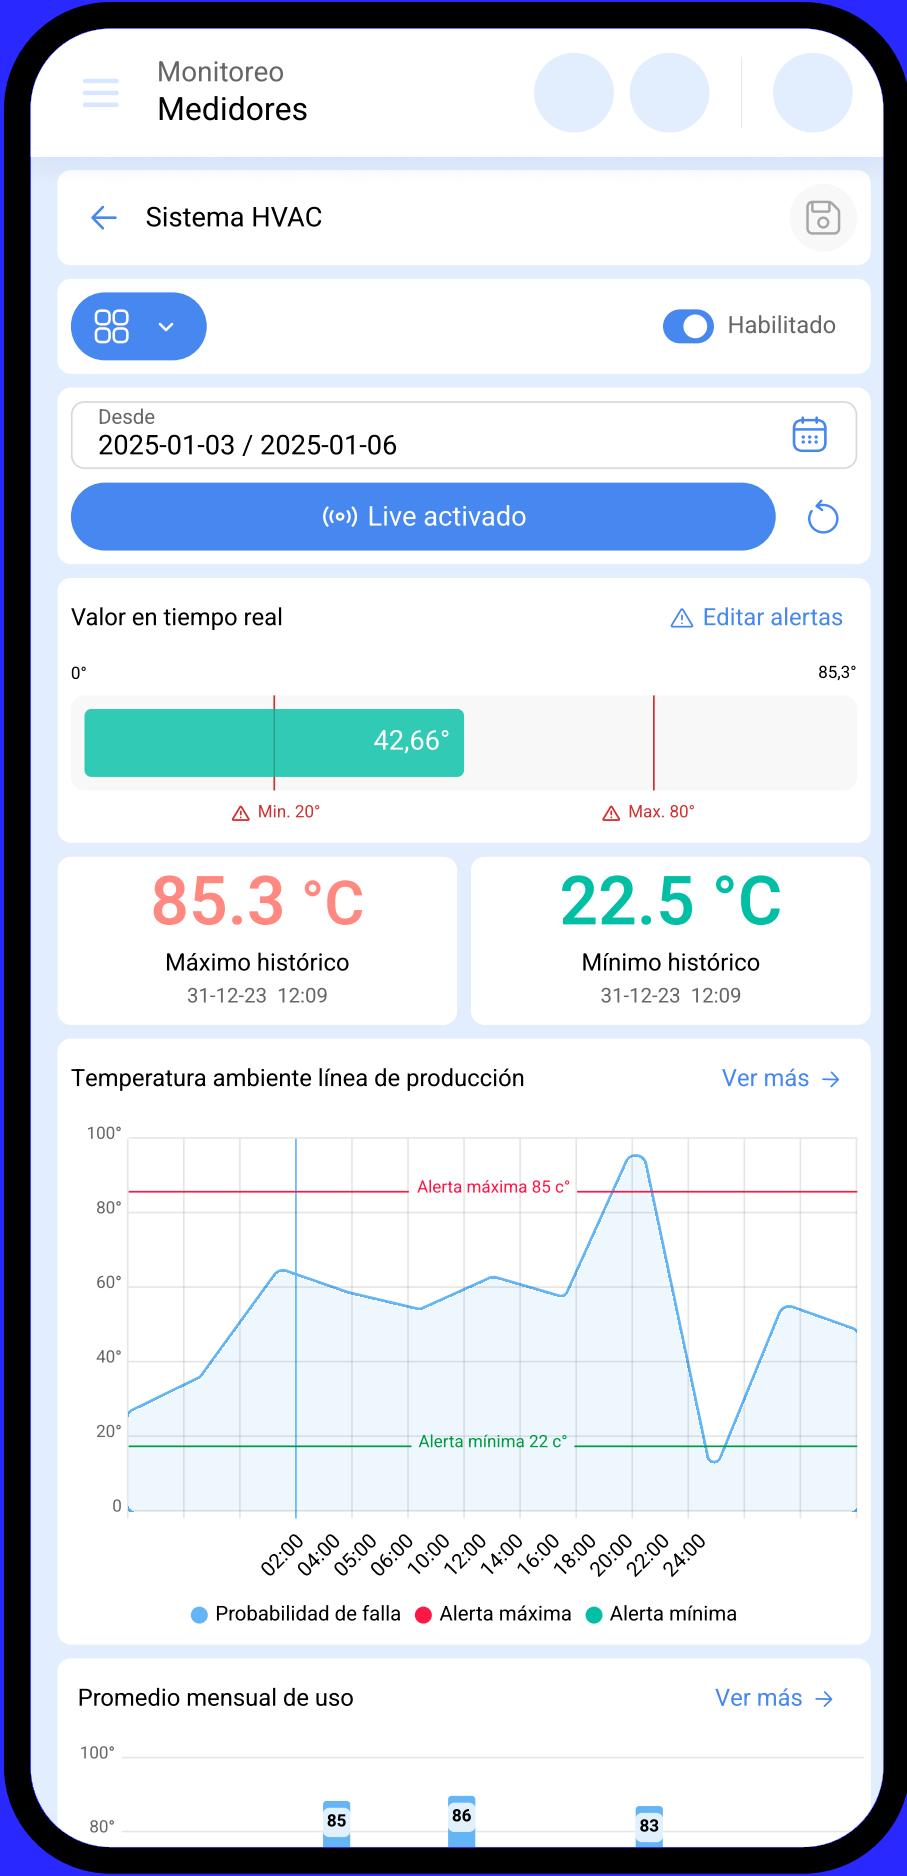 Monitoreo
Medidores
Sistema HVAC
Habilitado
Desde
2025-01-03 / 2025-01-06
Live activado
Valor en tiempo real
Editar alertas
0°
85,3°
42,66°
Min. 20°
Max. 80°
85.3 °C
Máximo histórico
31-12-23 12:09
22.5 °C
Mínimo histórico
31-12-23 12:09
Temperatura ambiente línea de producción
Ver más
100°
Alerta máxima 85 c°
80°
60°
40°
20°
Alerta mínima 22 c°
0
02:00 04:00 05:00 06:00 10:00 12:00 14:00 16:00 18:00 20:00 22:00 24:00
Probabilidad de falla Alerta máxima Alerta mínima
Promedio mensual de uso
Ver más
100°
85
86
83
80°